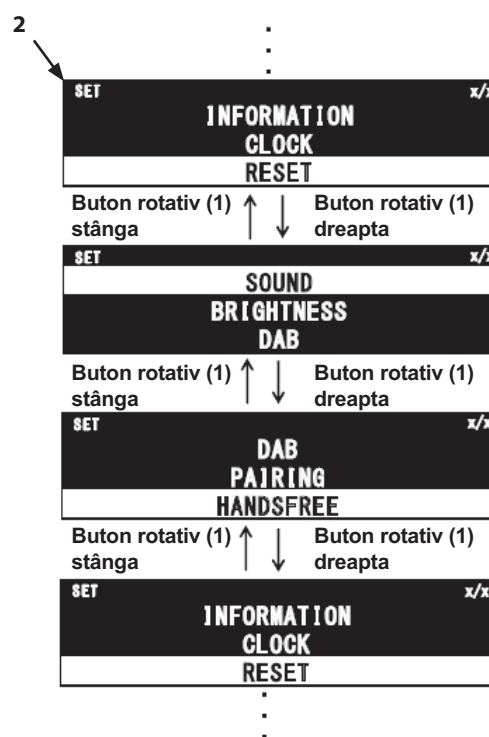 2
SET x/x
INFORMATION
CLOCK
RESET
Buton rotativ (1) stânga
Buton rotativ (1) dreapta
SET x/x
SOUND
BRIGHTNESS
DAB
Buton rotativ (1) stânga
Buton rotativ (1) dreapta
SET x/x
DAB
PAIRING
HANDSFREE
Buton rotativ (1) stânga
Buton rotativ (1) dreapta
SET x/x
INFORMATION
CLOCK
RESET